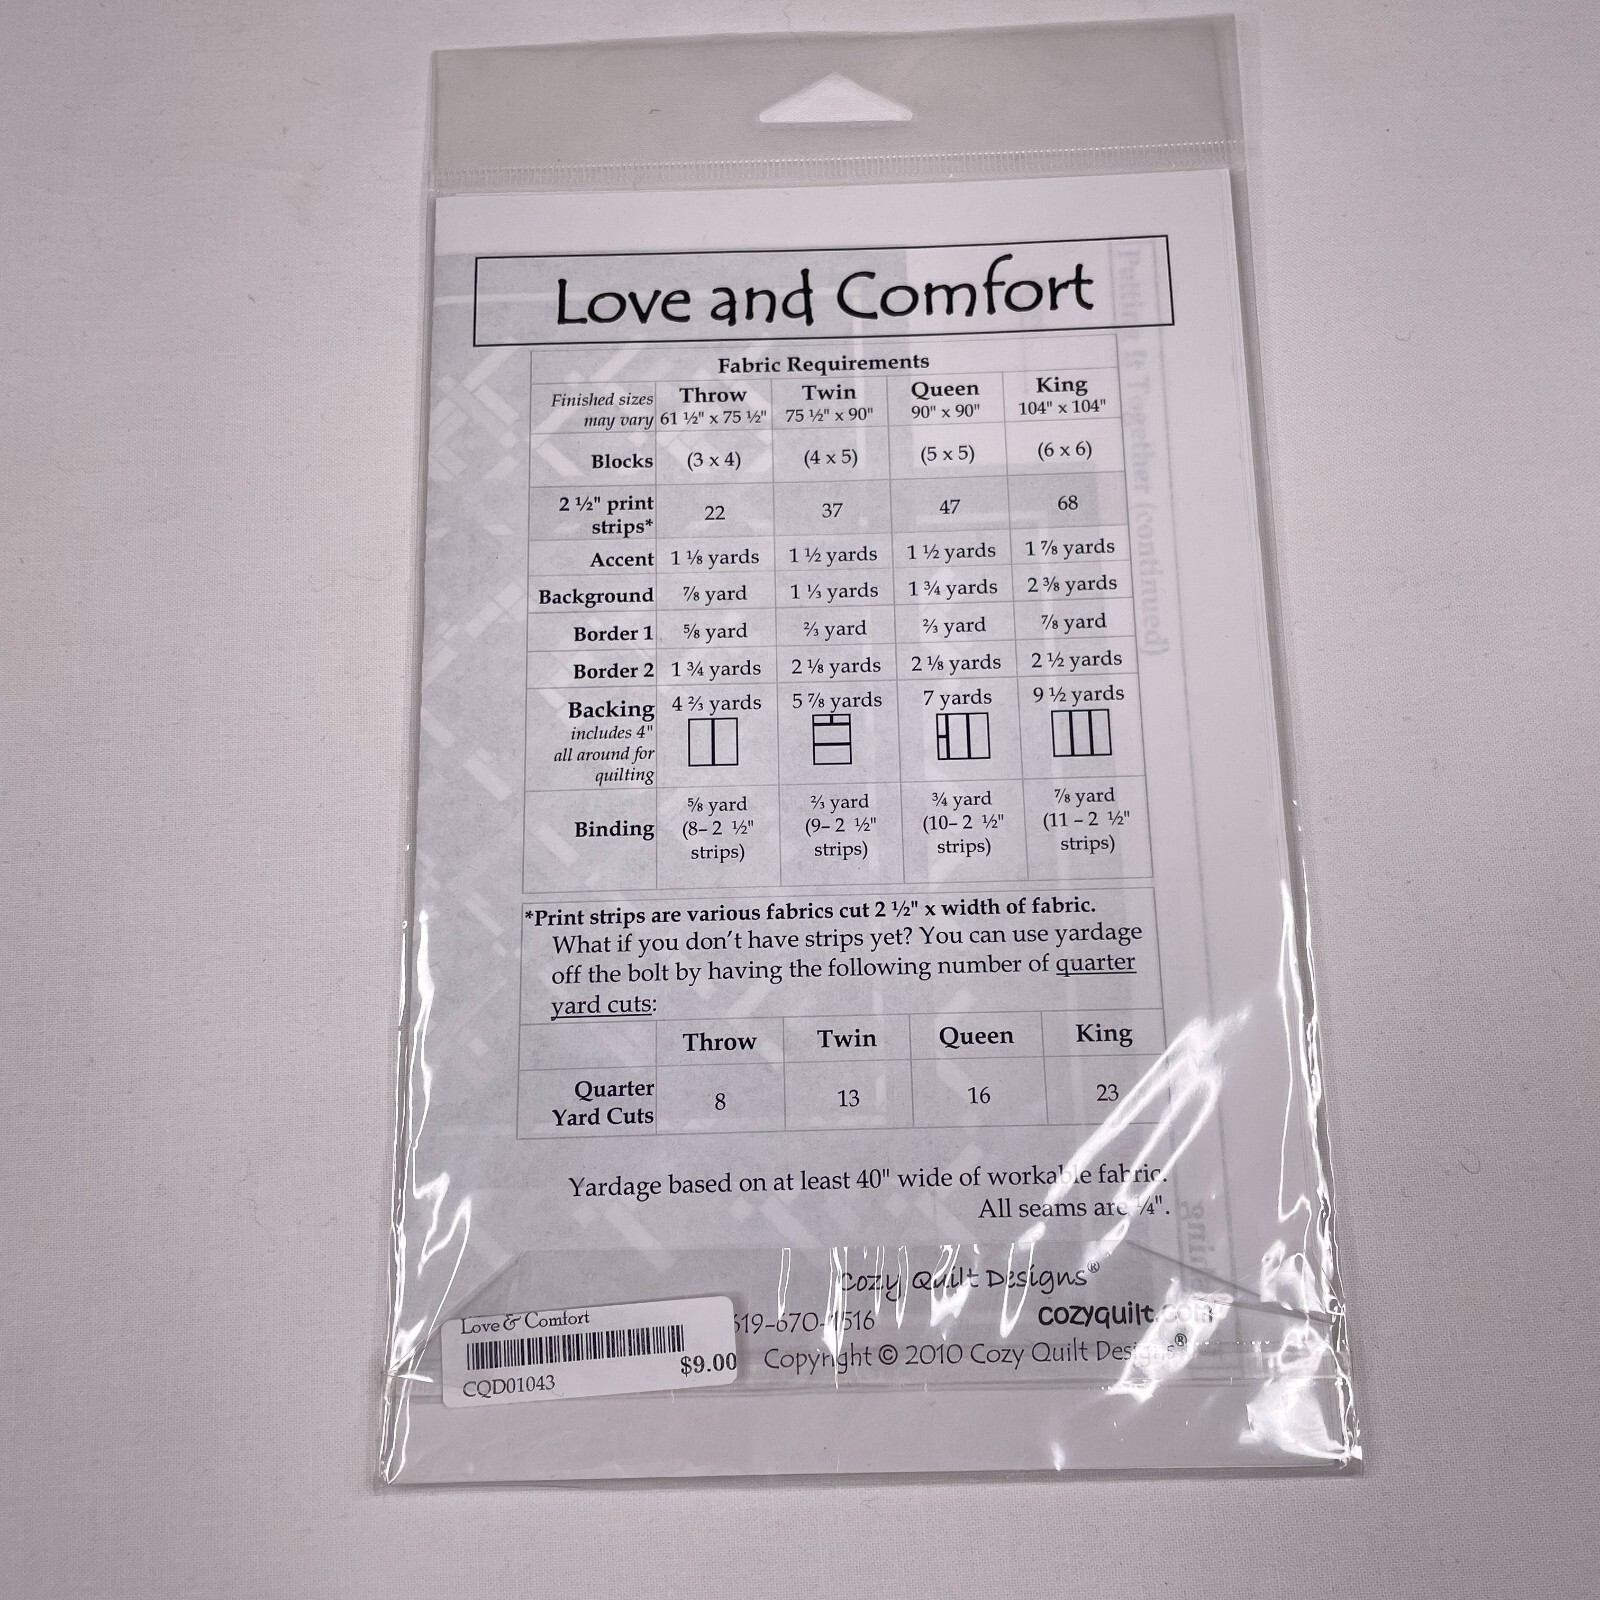 Love and Comfort
Fabric Requirements
Finished sizes may vary Throw 61 ½" x 75 ½" Twin 75 ½" x 90" Queen 90" x 90" King 104" x 104"
Blocks (3 x 4) (4 x 5) (5 x 5) (6 x 6)
2 ½" print strips* 22 37 47 68
Accent 1 ⅛ yards 1 ½ yards 1 ½ yards 1 ⅞ yards
Background ⅞ yard 1 ⅓ yards 1 ¾ yards 2 ⅜ yards
Border 1 ⅝ yard ⅔ yard ⅔ yard ⅞ yard
Border 2 1 ¾ yards 2 ⅛ yards 2 ⅛ yards 2 ½ yards
Backing 4 ⅔ yards 5 ⅞ yards 7 yards 9 ½ yards
includes 4"
all around for
quilting
Binding ⅝ yard (8– 2 ½" strips) ⅔ yard (9– 2 ½" strips) ¾ yard (10– 2 ½" strips) ⅞ yard (11 – 2 ½" strips)
*Print strips are various fabrics cut 2 ½" x width of fabric.
What if you don't have strips yet? You can use yardage
off the bolt by having the following number of quarter
yard cuts:
Throw Twin Queen King
Quarter Yard Cuts 8 13 16 23
Yardage based on at least 40" wide of workable fabric.
All seams are ¼".
Cozy Quilt Designs®
619-670-1516 cozyquilt.com
Copyright © 2010 Cozy Quilt Designs®
Love & Comfort
$9.00
CQD01043
Putting It Together (continued)